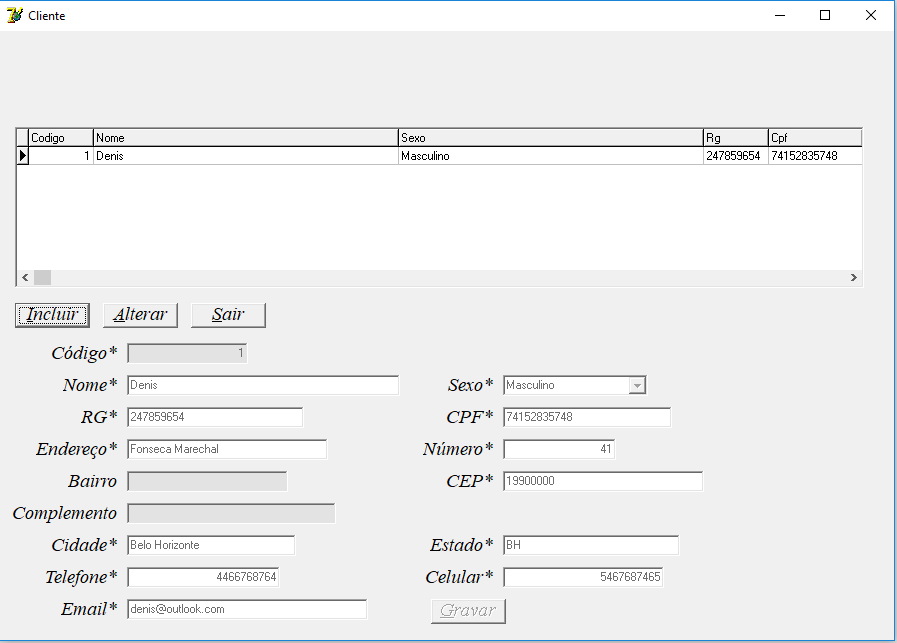 Cliente
Codigo Nome Sexo Rg Cpf
1 Denis Masculino 247859654 74152835748
Incluir Alterar Sair
Código* 1
Nome* Denis Sexo* Masculino
RG* 247859654 CPF* 74152835748
Endereço* Fonseca Marechal Número* 41
Bairro CEP* 19900000
Complemento
Cidade* Belo Horizonte Estado* BH
Telefone* 4466768764 Celular* 5467687465
Email* denis@outlook.com Gravar